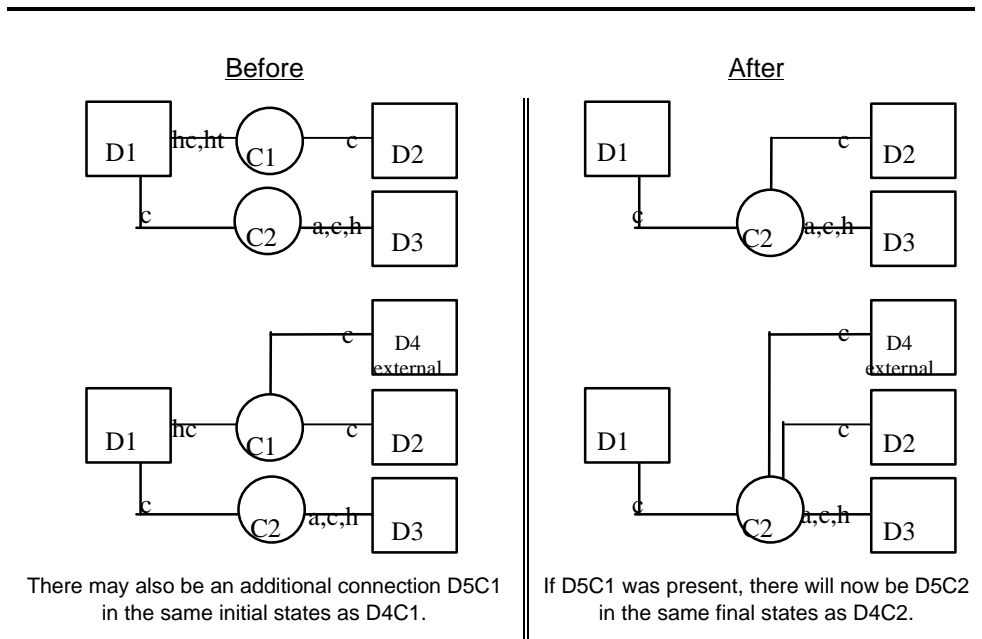 Before
D1
hc,ht
C1
c
D2
c
C2
a,c,h
D3
c
D4
external
D1
hc
C1
c
D2
c
C2
a,c,h
D3
There may also be an additional connection D5C1
in the same initial states as D4C1.
After
D1
c
D2
c
C2
a,c,h
D3
c
D4
external
D1
c
D2
c
C2
a,c,h
D3
If D5C1 was present, there will now be D5C2
in the same final states as D4C2.